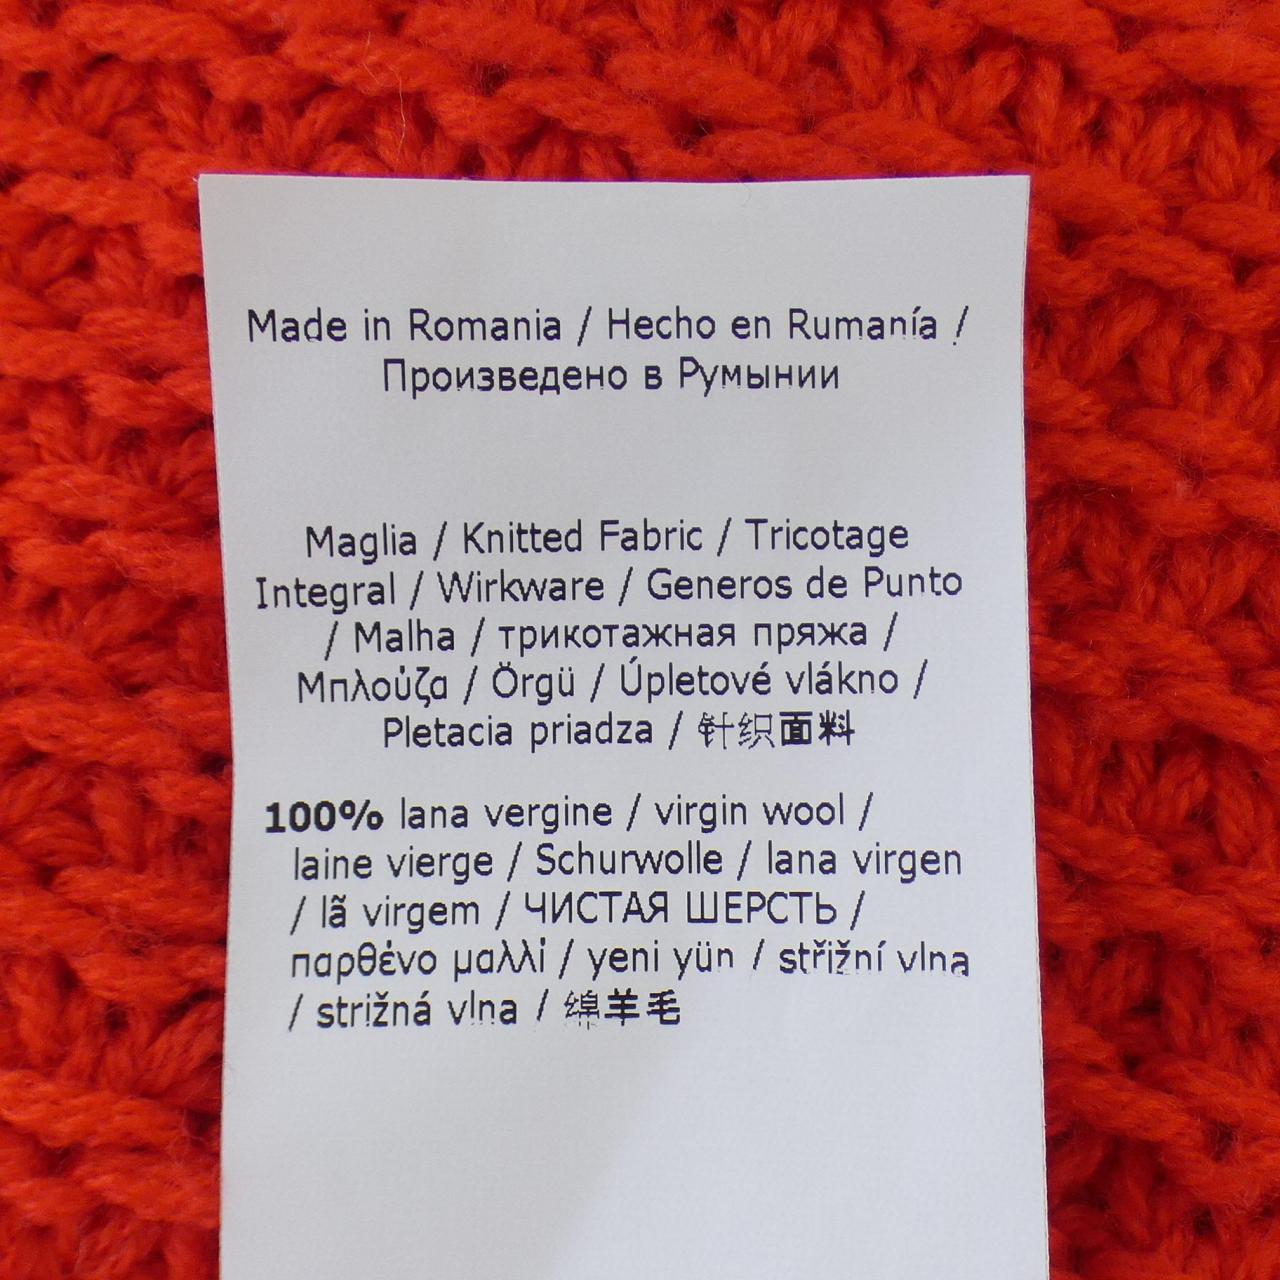 Made in Romania / Hecho en Rumanía /
Произведено в Румынии
Maglia / Knitted Fabric / Tricotage
Integral / Wirkware / Generos de Punto
/ Malha / трикотажная пряжа /
Μπλούζα / Örgü / Úpletové vlákno /
Pletacia priadza / 针织面料
100% lana vergine / virgin wool /
laine vierge / Schurwolle / lana virgen
/ lã virgem / ЧИСТАЯ ШЕРСТЬ /
παρθένο μαλλί / yeni yün / střižní vlna
/ strižná vlna / 绵羊毛